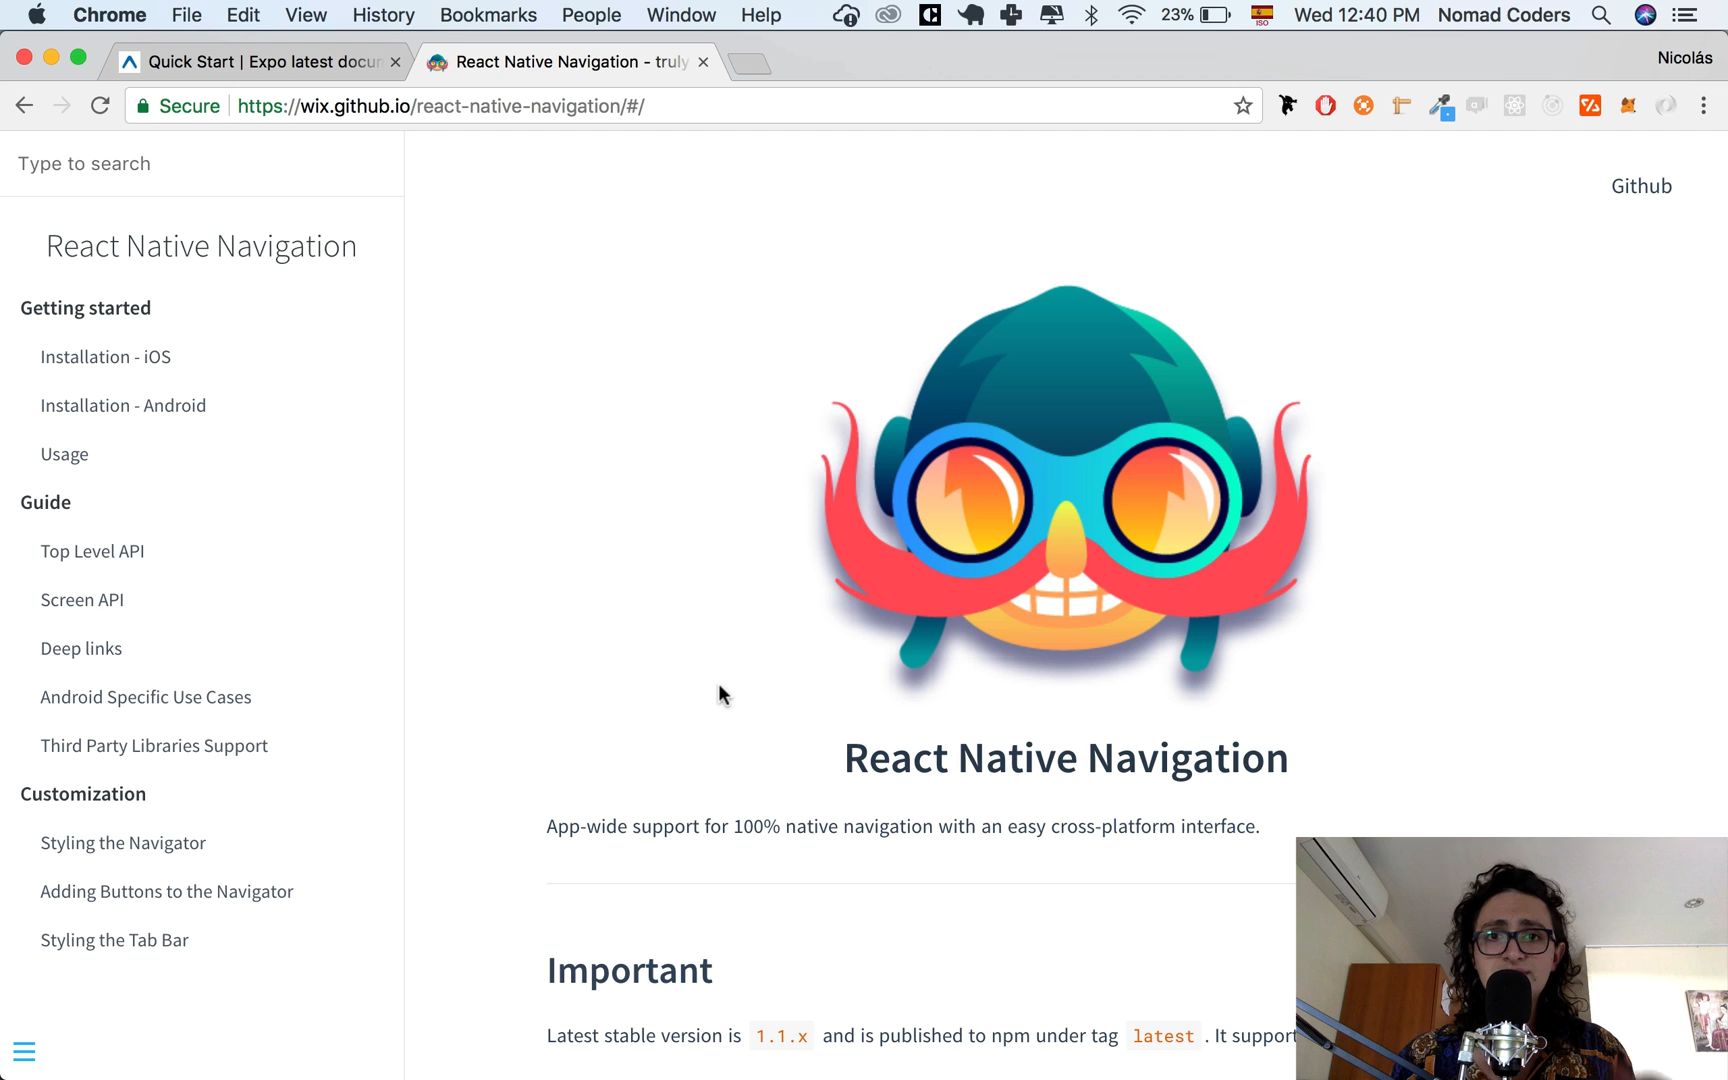 Chrome File Edit View History Bookmarks People Window Help 23% ISO Wed 12:40 PM Nomad Coders
Quick Start | Expo latest docu
React Native Navigation - truly
Nicolás
Secure https://wix.github.io/react-native-navigation/#/
Type to search
Github
React Native Navigation
Getting started
Installation - iOS
Installation - Android
Usage
Guide
Top Level API
Screen API
Deep links
Android Specific Use Cases
Third Party Libraries Support
Customization
Styling the Navigator
Adding Buttons to the Navigator
Styling the Tab Bar
React Native Navigation
App-wide support for 100% native navigation with an easy cross-platform interface.
Important
Latest stable version is 1.1.x and is published to npm under tag latest . It support